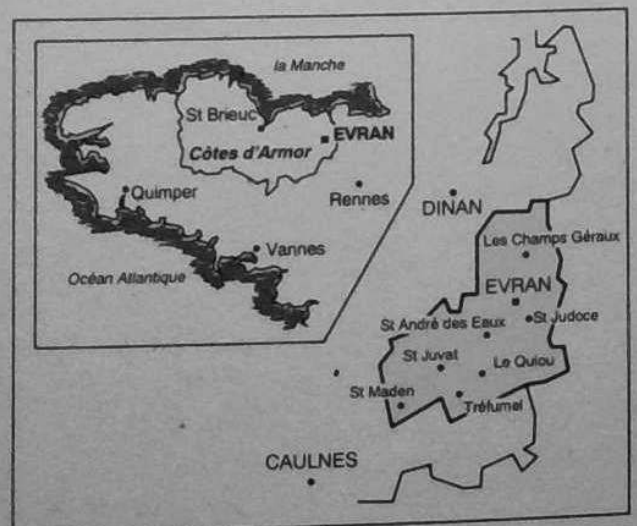 la Manche
St Brieuc
EVRAN
Côtes d'Armor
Quimper
Rennes
Vannes
Océan Atlantique
DINAN
Les Champs Géraux
EVRAN
St Judoce
St André des Eaux
St Juvat
Le Quiou
St Maden
Tréfumel
CAULNES